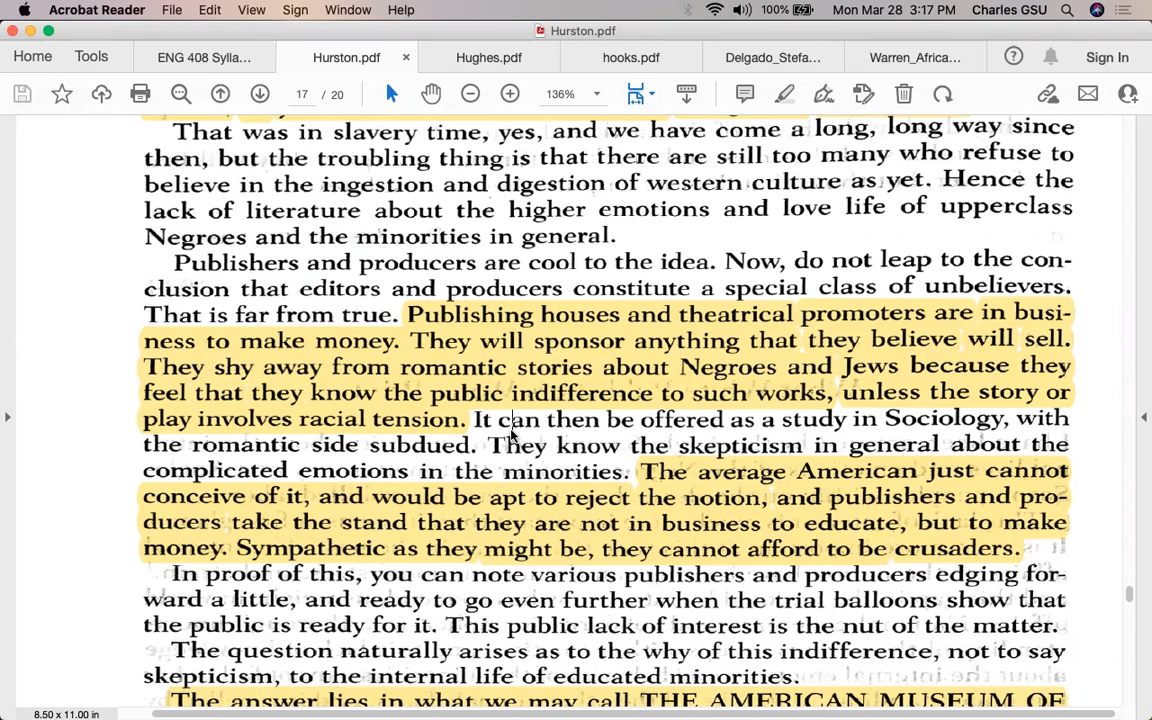 Acrobat Reader File Edit View Sign Window Help 100% Mon Mar 28 3:17 PM Charles GSU
Hurston.pdf
Home Tools ENG 408 Sylla... Hurston.pdf × Hughes.pdf hooks.pdf Delgado_Stefa... Warren_Africa... Sign In
17 / 20 136%
That was in slavery time, yes, and we have come a long, long way since
then, but the troubling thing is that there are still too many who refuse to
believe in the ingestion and digestion of western culture as yet. Hence the
lack of literature about the higher emotions and love life of upperclass
Negroes and the minorities in general.
Publishers and producers are cool to the idea. Now, do not leap to the con-
clusion that editors and producers constitute a special class of unbelievers.
That is far from true. Publishing houses and theatrical promoters are in busi-
ness to make money. They will sponsor anything that they believe will sell.
They shy away from romantic stories about Negroes and Jews because they
feel that they know the public indifference to such works, unless the story or
play involves racial tension. It can then be offered as a study in Sociology, with
the romantic side subdued. They know the skepticism in general about the
complicated emotions in the minorities. The average American just cannot
conceive of it, and would be apt to reject the notion, and publishers and pro-
ducers take the stand that they are not in business to educate, but to make
money. Sympathetic as they might be, they cannot afford to be crusaders.
In proof of this, you can note various publishers and producers edging for-
ward a little, and ready to go even further when the trial balloons show that
the public is ready for it. This public lack of interest is the nut of the matter.
The question naturally arises as to the why of this indifference, not to say
skepticism, to the internal life of educated minorities.
The answer lies in what we may call THE AMERICAN MUSEUM OF
8.50 x 11.00 in